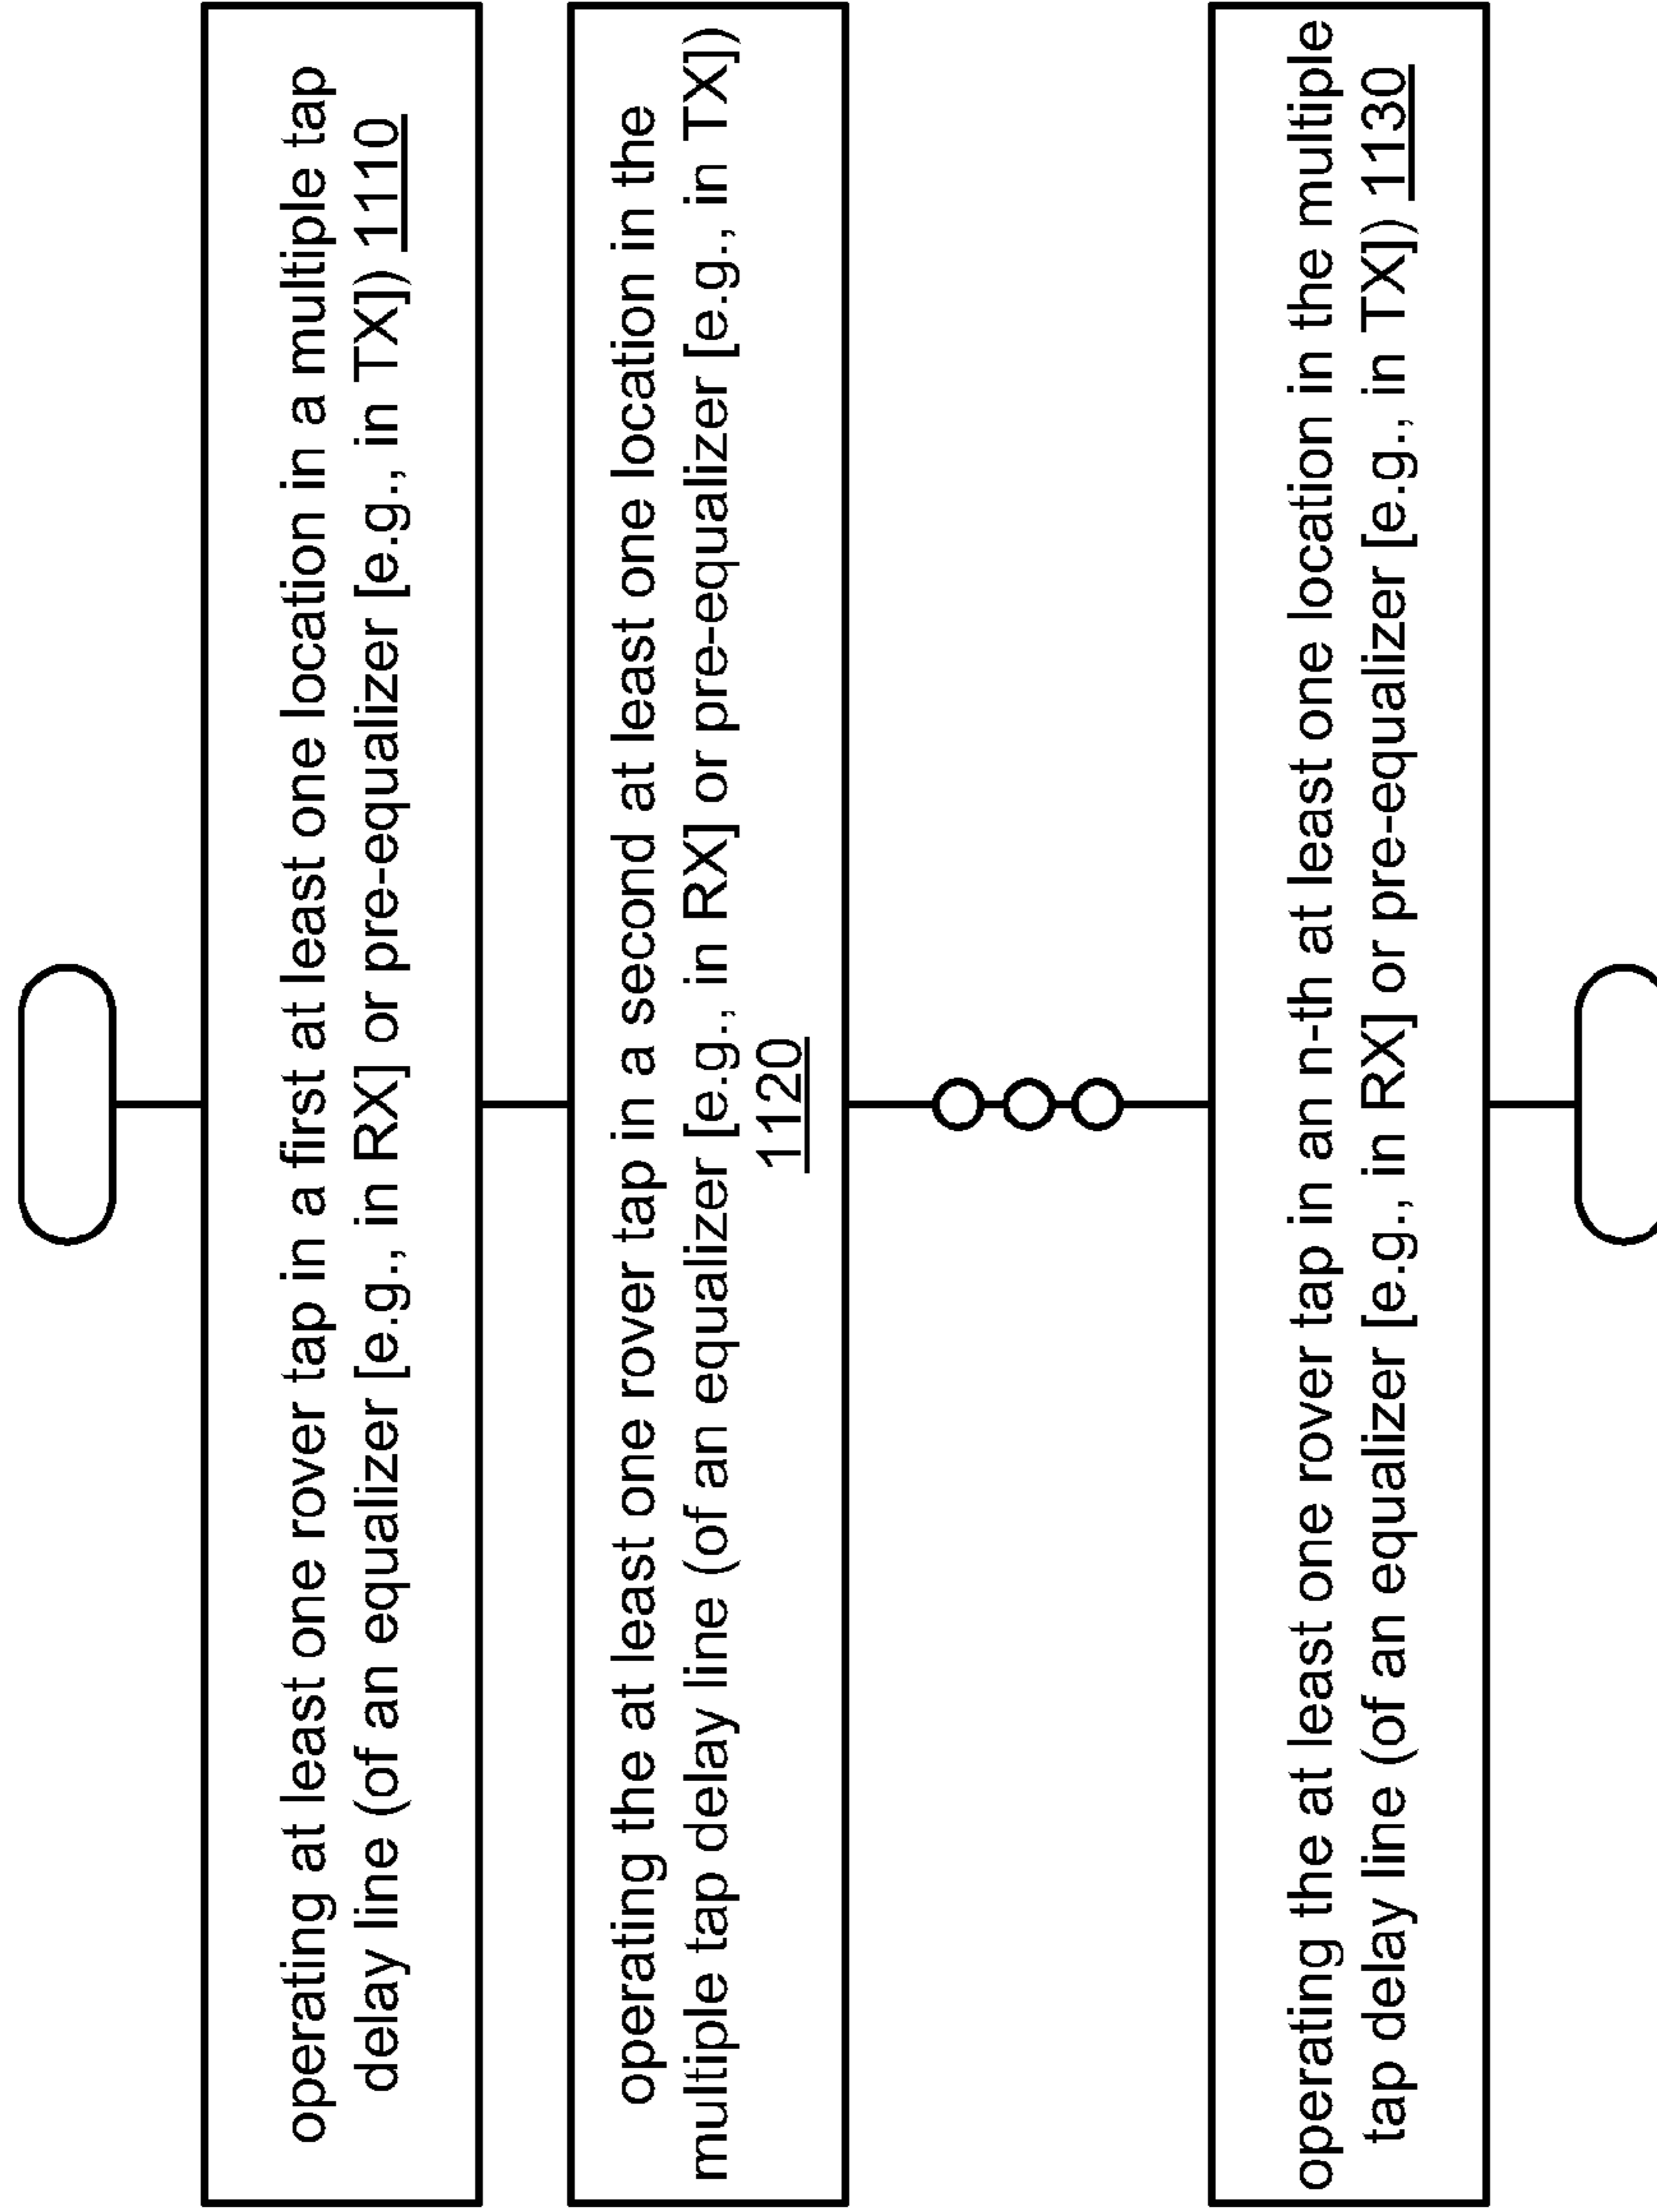 operating at least one rover tap in a first at least one location in a multiple tap
delay line (of an equalizer [e.g., in RX] or pre-equalizer [e.g., in TX]) 1110
operating the at least one rover tap in a second at least one location in the
multiple tap delay line (of an equalizer [e.g., in RX] or pre-equalizer [e.g., in TX])
1120
operating the at least one rover tap in an n-th at least one location in the multiple
tap delay line (of an equalizer [e.g., in RX] or pre-equalizer [e.g., in TX]) 1130